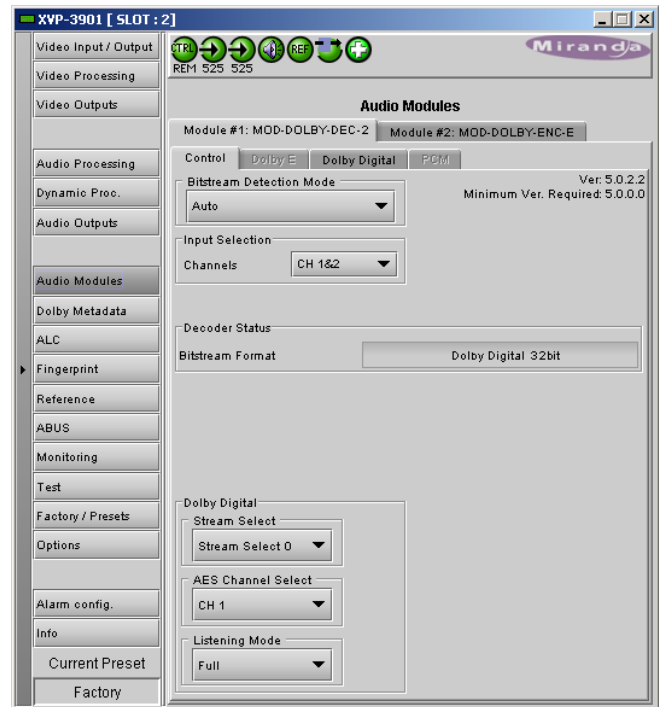 XVP-3901 [ SLOT : 2]
Video Input / Output
Video Processing
Video Outputs
Audio Processing
Dynamic Proc.
Audio Outputs
Audio Modules
Dolby Metadata
ALC
Fingerprint
Reference
ABUS
Monitoring
Test
Factory / Presets
Options
Alarm config.
Info
Current Preset
Factory
CTRL REF
REM 525 525
Miranda
Audio Modules
Module #1: MOD-DOLBY-DEC-2 Module #2: MOD-DOLBY-ENC-E
Control Dolby E Dolby Digital PCM
Ver: 5.0.2.2
Minimum Ver. Required: 5.0.0.0
Bitstream Detection Mode
Auto
Input Selection
Channels CH 1&2
Decoder Status
Bitstream Format Dolby Digital 32bit
Dolby Digital
Stream Select
Stream Select 0
AES Channel Select
CH 1
Listening Mode
Full